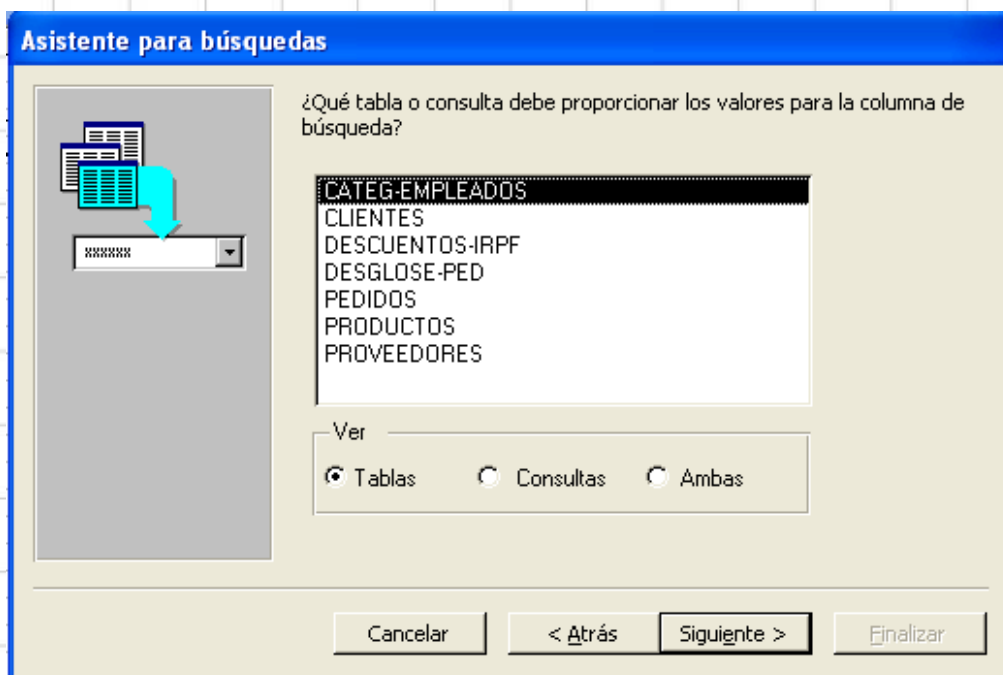 Asistente para búsquedas
¿Qué tabla o consulta debe proporcionar los valores para la columna de
búsqueda?
xxxxxx
CATEG-EMPLEADOS
CLIENTES
DESCUENTOS-IRPF
DESGLOSE-PED
PEDIDOS
PRODUCTOS
PROVEEDORES
Ver
Tablas Consultas Ambas
Cancelar < Atrás Siguiente > Finalizar